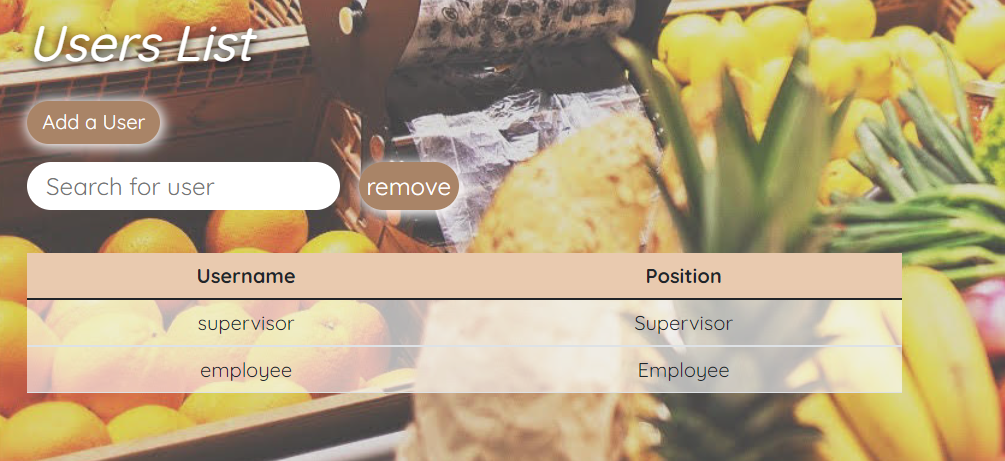 Users List
Add a User
Search for user
remove
Username Position
supervisor Supervisor
employee Employee